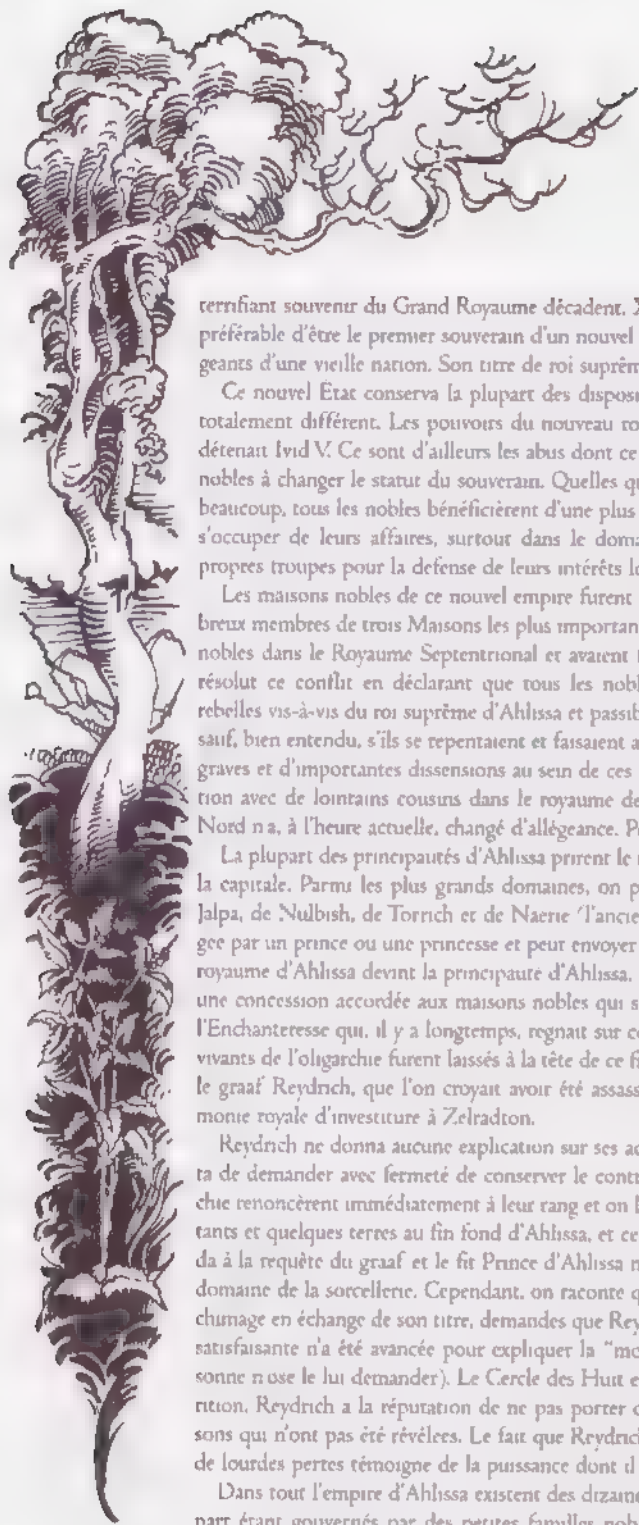 terrifiant souvenir du Grand Royaume décadent. X
préférable d'être le premier souverain d'un nouvel
geants d'une vieille nation. Son titre de roi suprêm
Ce nouvel État conserva la plupart des disposi
totalement différent. Les pouvoirs du nouveau ro
détenait Ivid V. Ce sont d'ailleurs les abus dont ce
nobles à changer le statut du souverain. Quelles qu
beaucoup, tous les nobles bénéficièrent d'une plus
s'occuper de leurs affaires, surtout dans le doma
propres troupes pour la defense de leurs intérêts lo
Les maisons nobles de ce nouvel empire furent
breux membres de trois Maisons les plus importan
nobles dans le Royaume Septentrional et avaient
résolut ce conflit en déclarant que tous les nobl
rebelles vis-à-vis du roi suprême d'Ahlissa et passib
sauf, bien entendu, s'ils se repentaient et faisaient a
graves et d'importantes dissensions au sein de ces
tion avec de lointains cousins dans le royaume de
Nord n a, à l'heure actuelle, changé d'allégeance. P
La plupart des principautés d'Ahlissa prirent le
la capitale. Parmi les plus grands domaines, on p
Jalpa, de Nulbish, de Torrich et de Naerie 'l'ancie
gee par un prince ou une princesse et peut envoyer
royaume d'Ahlissa devint la principauté d'Ahlissa.
une concession accordée aux maisons nobles qui s
l'Enchanteresse qui, il y a longtemps, regnait sur c
vivants de l'oligarchie furent laissés à la tête de ce fi
le graaf Reydrich, que l'on croyait avoir été assass
monie royale d'investiture à Zelradton.
Reydrich ne donna aucune explication sur ses ac
ta de demander avec fermeté de conserver le contr
chie renoncèrent immédiatement à leur rang et on l
tants et quelques terres au fin fond d'Ahlissa, et ce
da à la requête du graaf et le fit Prince d'Ahlissa m
domaine de la sorcellerie. Cependant, on raconte q
chunage en échange de son titre, demandes que Rey
satisfaisante n'a été avancée pour expliquer la "mo
sonne n ose le lui demander). Le Cercle des Huit e
rition. Reydrich a la réputation de ne pas porter d
sons qui n'ont pas été révélees. Le fait que Reydrich
de lourdes pertes témoigne de la puissance dont il
Dans tout l'empire d'Ahlissa existent des dizaine
part étant gouvernés par des petites familles nob